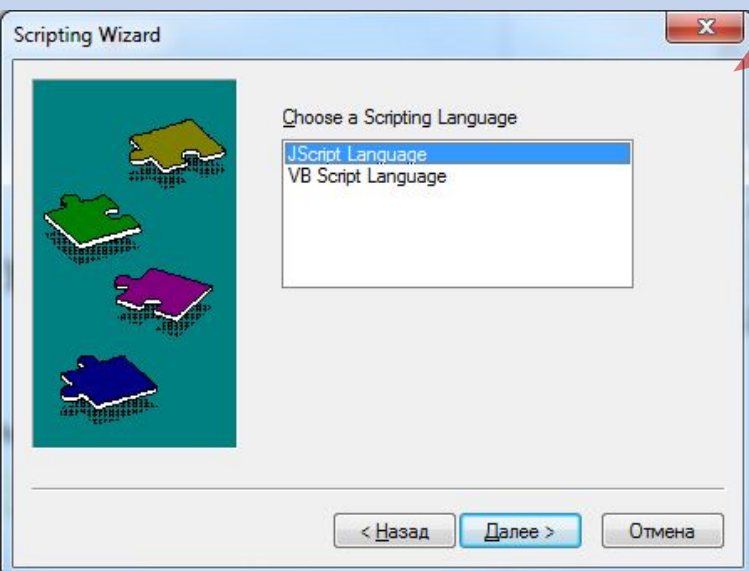 Scripting Wizard
Choose a Scripting Language
JScript Language
VB Script Language
< Назад
Далее >
Отмена